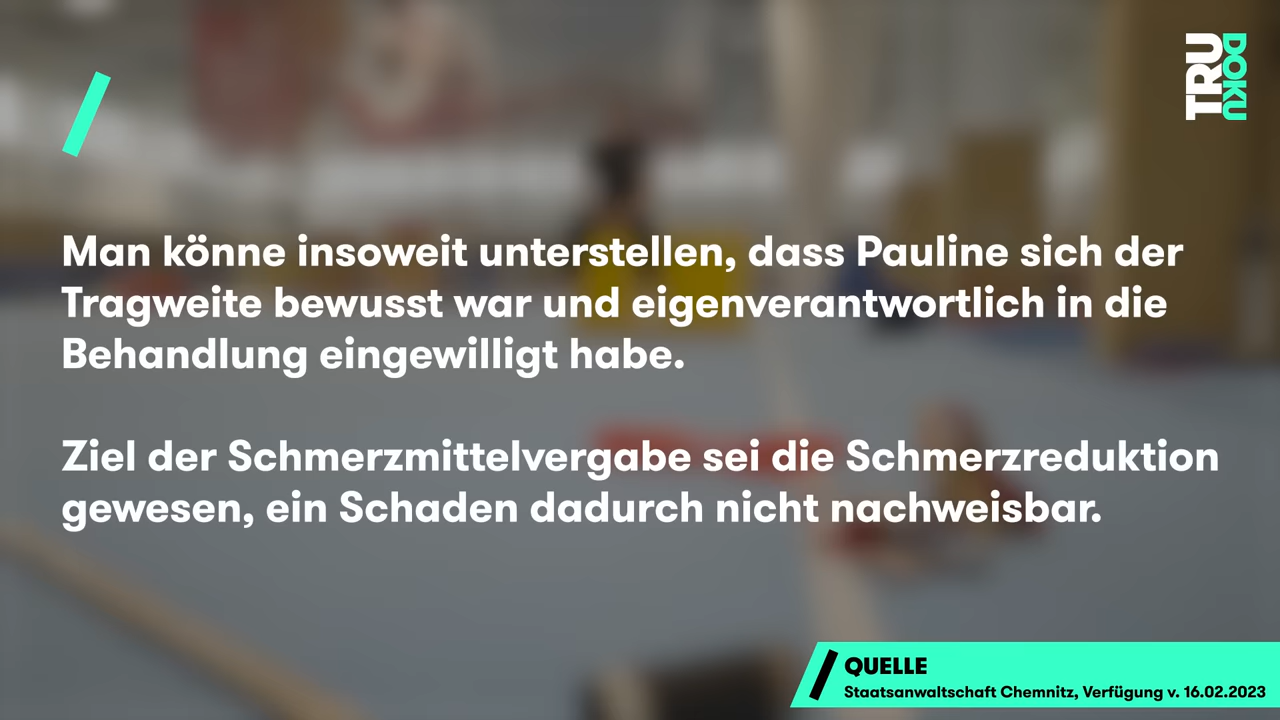 TRU
DOKU
Man könne insoweit unterstellen, dass Pauline sich der
Tragweite bewusst war und eigenverantwortlich in die
Behandlung eingewilligt habe.
Ziel der Schmerzmittelvergabe sei die Schmerzreduktion
gewesen, ein Schaden dadurch nicht nachweisbar.
QUELLE
Staatsanwaltschaft Chemnitz, Verfügung v. 16.02.2023